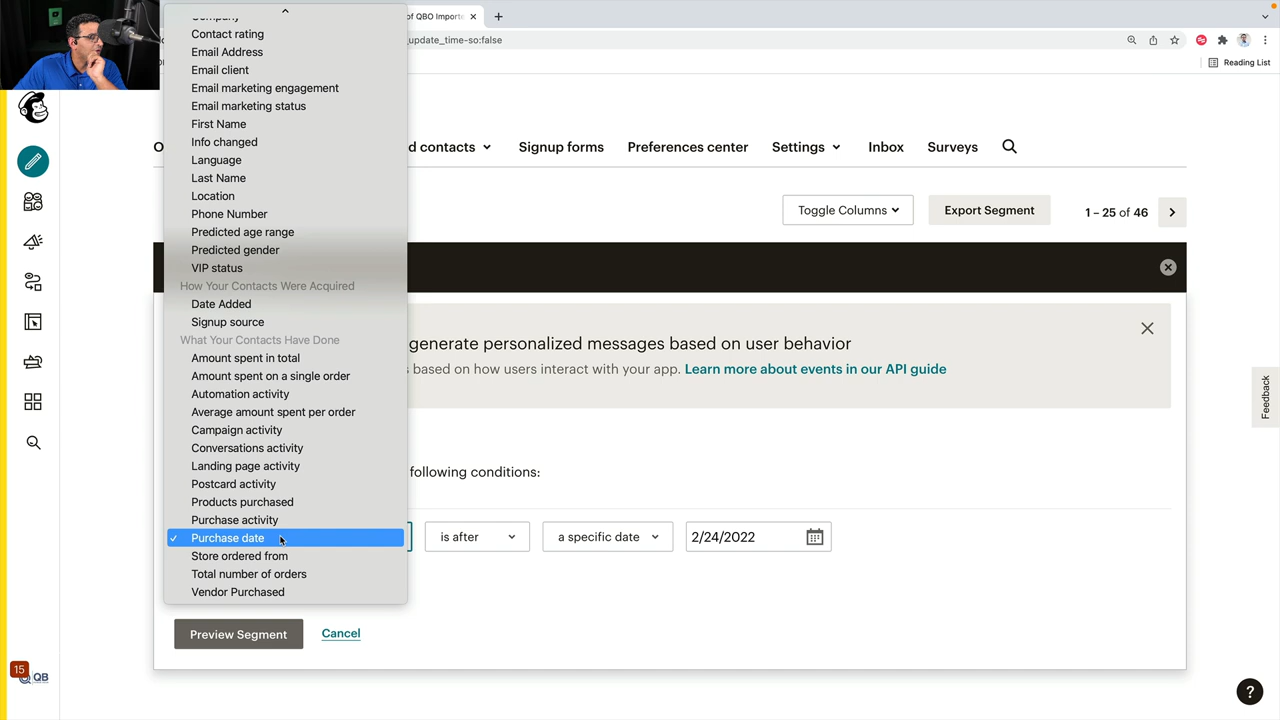 of QBO Importe
_update_time-so:false
Reading List
Company
Contact rating
Email Address
Email client
Email marketing engagement
Email marketing status
First Name
Info changed
Language
Last Name
Location
Phone Number
Predicted age range
Predicted gender
VIP status
How Your Contacts Were Acquired
Date Added
Signup source
What Your Contacts Have Done
Amount spent in total
Amount spent on a single order
Automation activity
Average amount spent per order
Campaign activity
Conversations activity
Landing page activity
Postcard activity
Products purchased
Purchase activity
✓ Purchase date
Store ordered from
Total number of orders
Vendor Purchased
O
d contacts
Signup forms
Preferences center
Settings
Inbox
Surveys
Toggle Columns
Export Segment
1 – 25 of 46
generate personalized messages based on user behavior
s based on how users interact with your app. Learn more about events in our API guide
Feedback
following conditions:
is after
a specific date
2/24/2022
Preview Segment
Cancel
15
QB
?